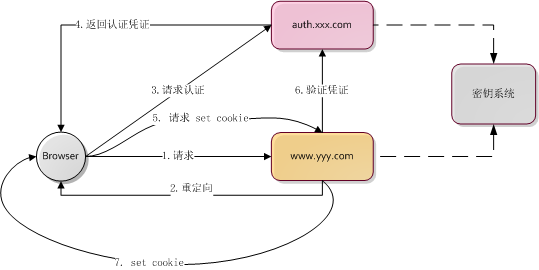 4.返回认证凭证
auth.xxx.com
3.请求认证
6.验证凭证
密钥系统
5. 请求 set cookie
Browser
1.请求
www.yyy.com
2.重定向
7. set cookie